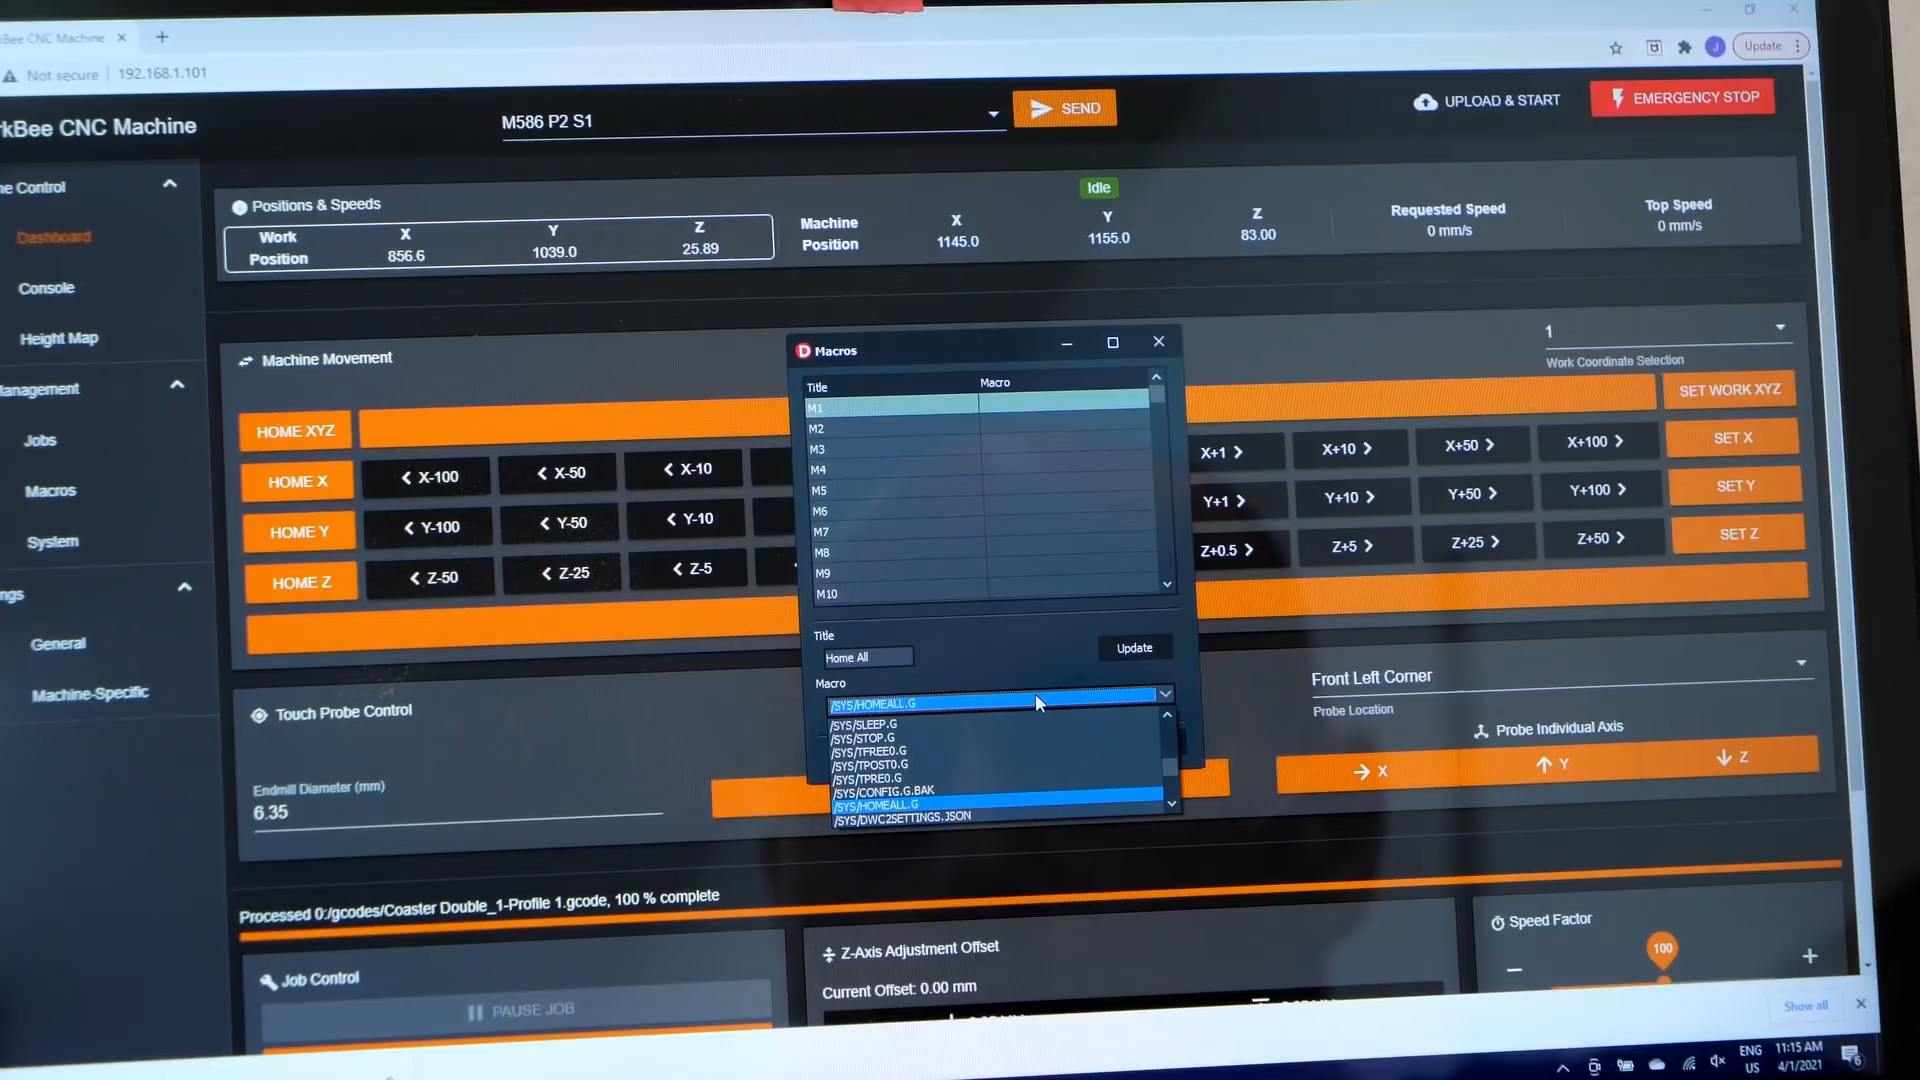 Bee CNC Machine
Update
Not secure 192.168.1.101
rkBee CNC Machine
M586 P2 S1
SEND
UPLOAD & START
EMERGENCY STOP
ne Control
Dashboard
Console
Height Map
anagement
Jobs
Macros
System
ngs
General
Machine-Specific
Positions & Speeds
Idle
Work Position
X
856.6
Y
1039.0
Z
25.89
Machine Position
X
1145.0
Y
1155.0
Z
83.00
Requested Speed
0 mm/s
Top Speed
0 mm/s
Machine Movement
1
Work Coordinate Selection
HOME XYZ
SET WORK XYZ
HOME X
X-100
X-50
X-10
X+1
X+10
X+50
X+100
SET X
HOME Y
Y-100
Y-50
Y-10
Y+1
Y+10
Y+50
Y+100
SET Y
HOME Z
Z-50
Z-25
Z-5
Z+0.5
Z+5
Z+25
Z+50
SET Z
Macros
Title Macro
M1
M2
M3
M4
M5
M6
M7
M8
M9
M10
Title
Home All
Update
Macro
/SYS/HOMEALL.G
/SYS/SLEEP.G
/SYS/STOP.G
/SYS/TFREE0.G
/SYS/TPOST0.G
/SYS/TPRE0.G
/SYS/CONFIG.G.BAK
/SYS/HOMEALL.G
/SYS/DWC2SETTINGS.JSON
Touch Probe Control
Endmill Diameter (mm)
6.35
Front Left Corner
Probe Location
Probe Individual Axis
X
Y
Z
Processed 0:/gcodes/Coaster Double_1-Profile 1.gcode, 100 % complete
Job Control
PAUSE JOB
Z-Axis Adjustment Offset
Current Offset: 0.00 mm
Speed Factor
100
Show all
ENG
US
11:15 AM
4/1/2021
6